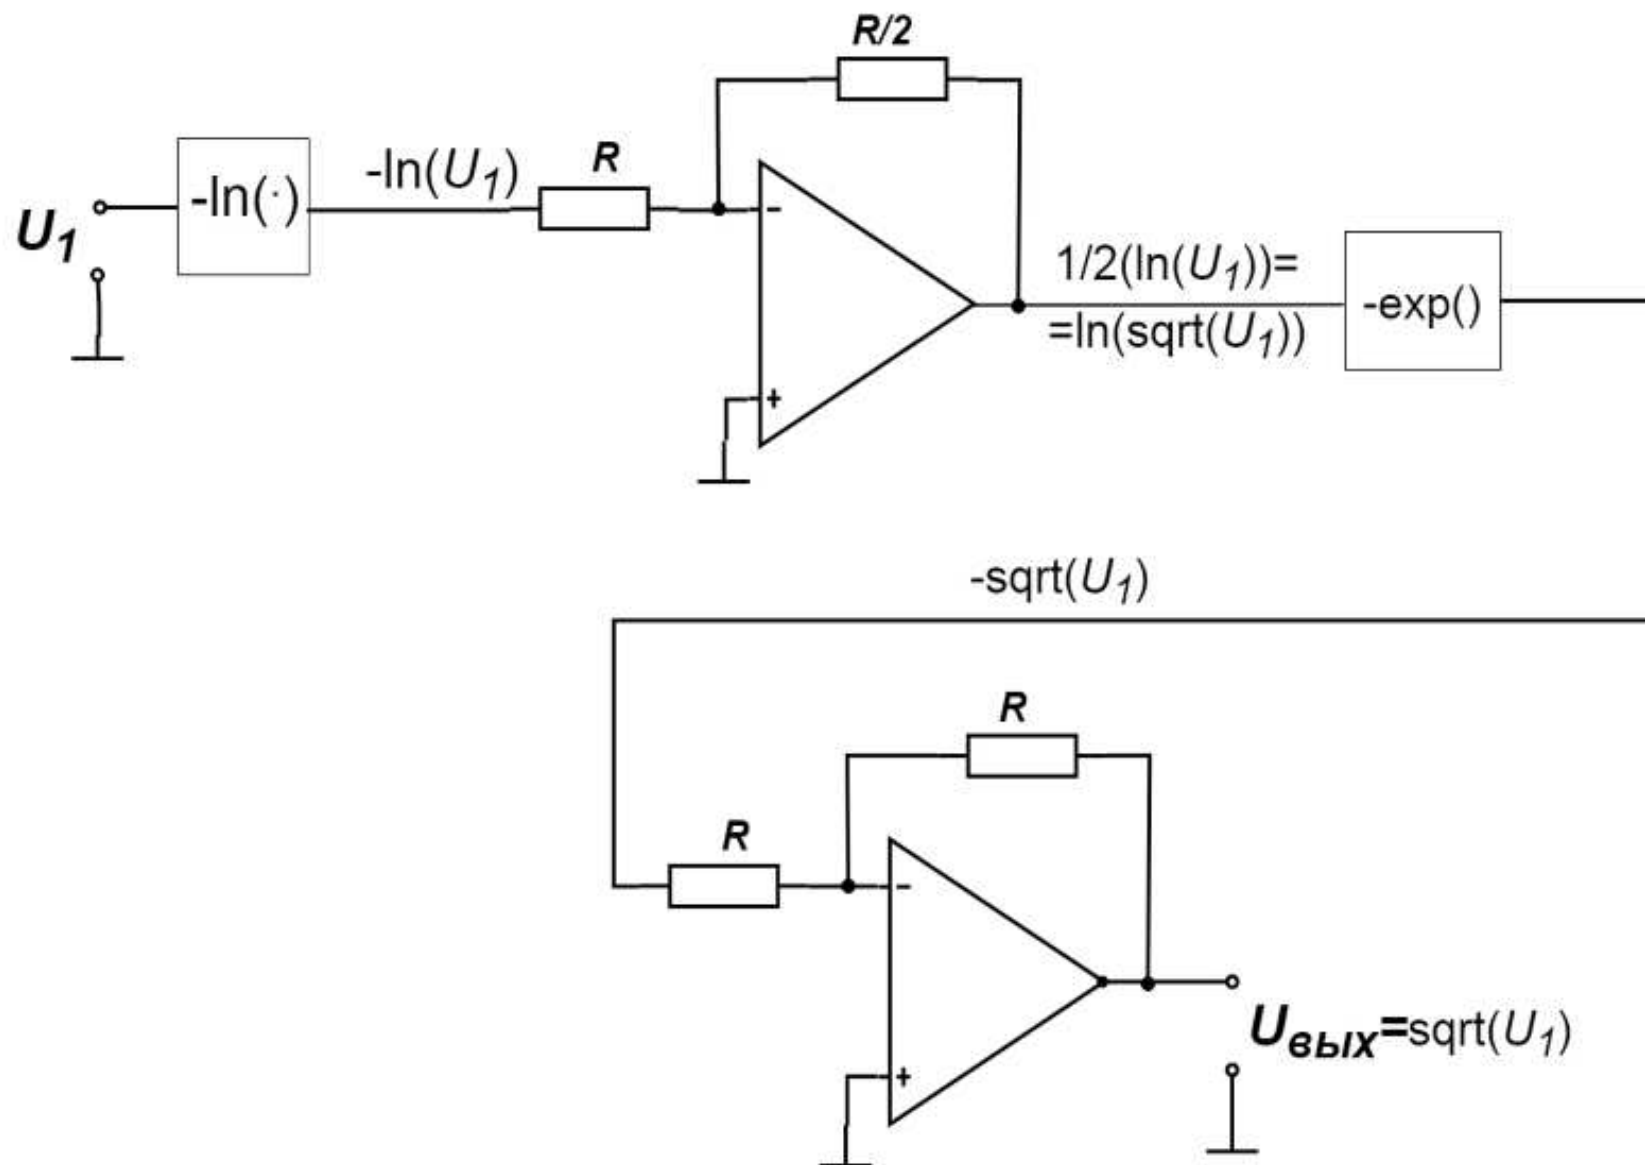 R/2
-ln(·)
-ln(U₁)
R
U₁
-
+
1/2(ln(U₁))=
=ln(sqrt(U₁))
-exp()
-sqrt(U₁)
R
R
-
+
Uвых=sqrt(U₁)